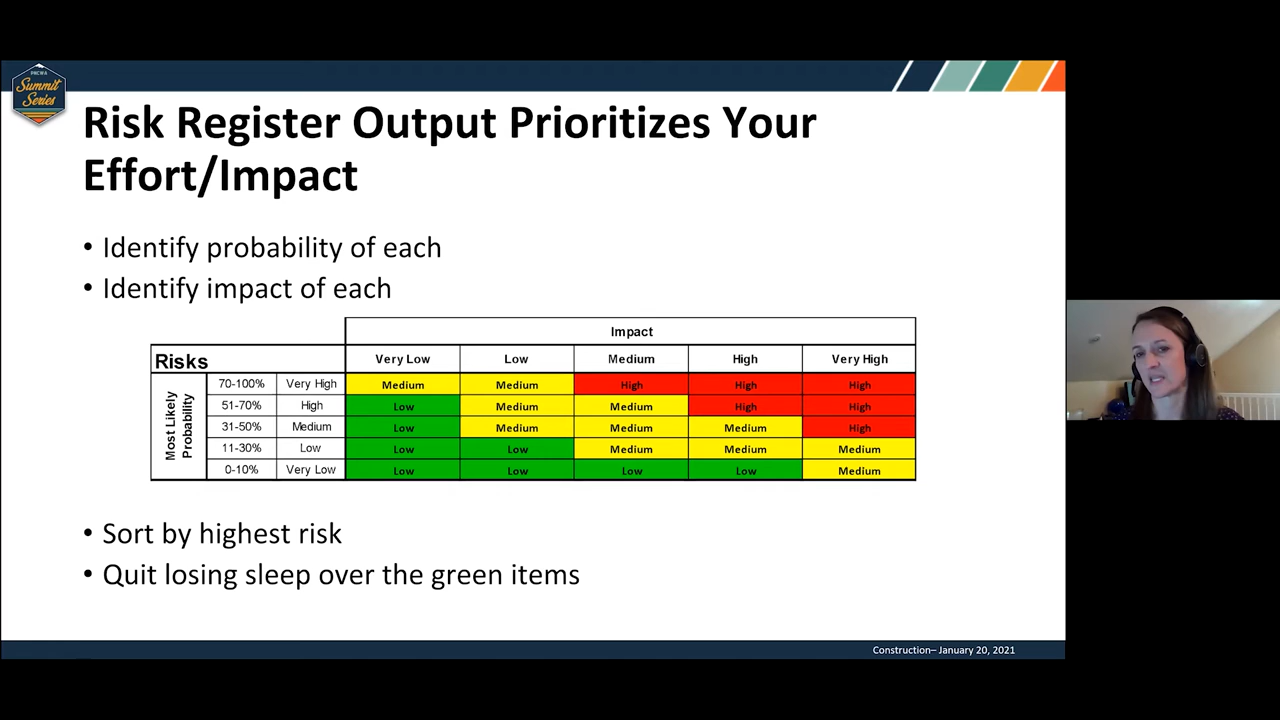 PNCWA
Summit
Series
Risk Register Output Prioritizes Your
Effort/Impact
• Identify probability of each
• Identify impact of each
Impact
Risks Very Low Low Medium High Very High
Most Likely
Probability
70-100% Very High Medium Medium High High High
51-70% High Low Medium Medium High High
31-50% Medium Low Medium Medium Medium High
11-30% Low Low Low Medium Medium Medium
0-10% Very Low Low Low Low Low Medium
• Sort by highest risk
• Quit losing sleep over the green items
Construction– January 20, 2021